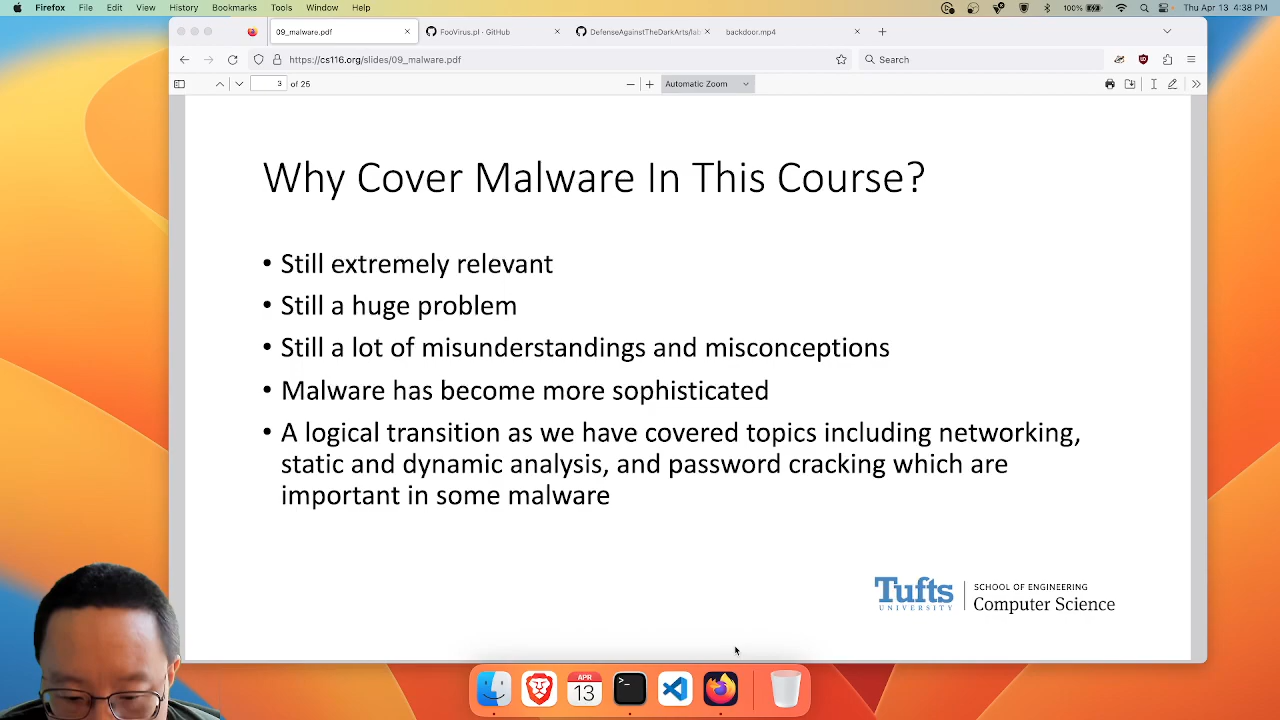 Firefox File Edit View History Bookmarks Tools Window Help 100% Thu Apr 13 4:38 PM
09_malware.pdf FooVirus.pl · GitHub DefenseAgainstTheDarkArts/lab backdoor.mp4
https://cs116.org/slides/09_malware.pdf Search
3 of 25 Automatic Zoom
Why Cover Malware In This Course?
• Still extremely relevant
• Still a huge problem
• Still a lot of misunderstandings and misconceptions
• Malware has become more sophisticated
• A logical transition as we have covered topics including networking,
static and dynamic analysis, and password cracking which are
important in some malware
Tufts SCHOOL OF ENGINEERING
UNIVERSITY Computer Science
APR
13